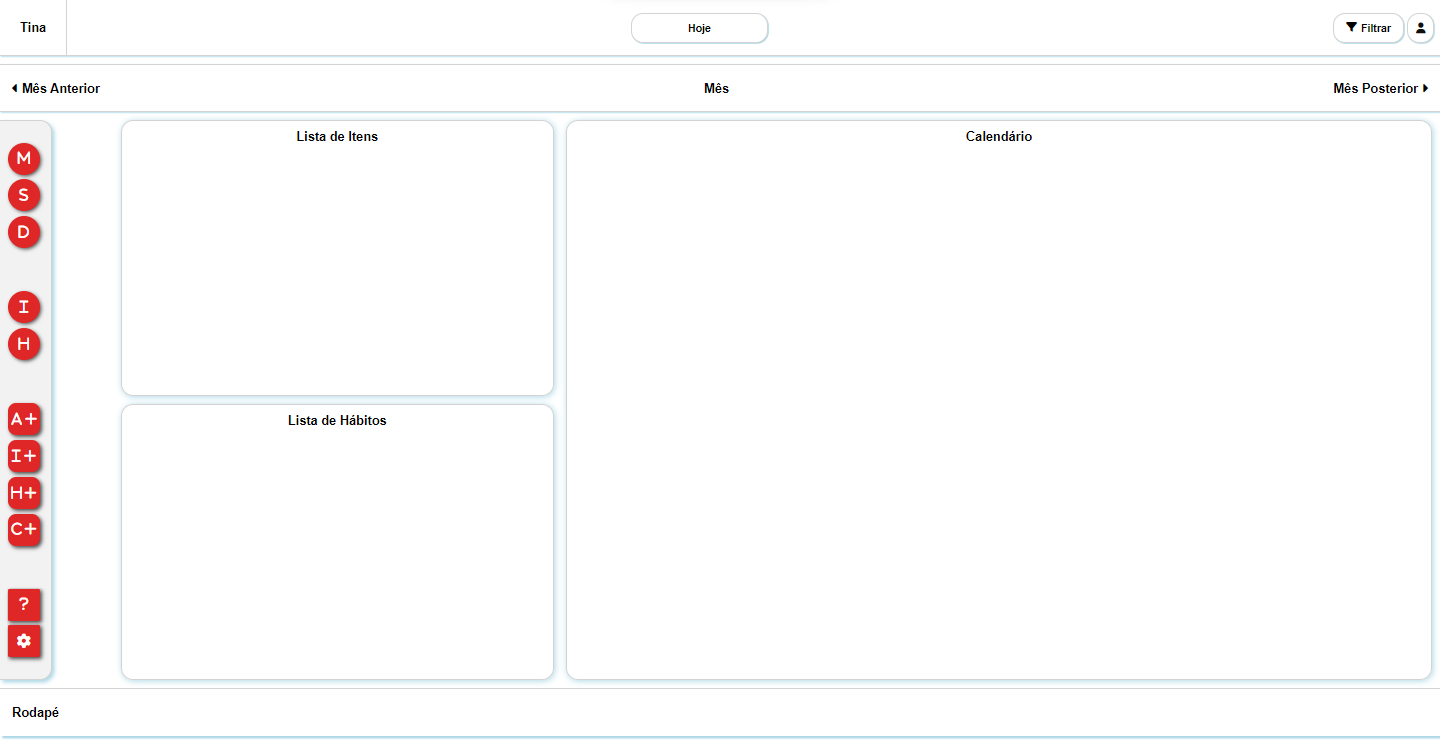 Tina
Hoje
Filtrar
Mês Anterior
Mês
Mês Posterior
M
S
D
I
H
A+
I+
H+
C+
?
Lista de Itens
Lista de Hábitos
Calendário
Rodapé